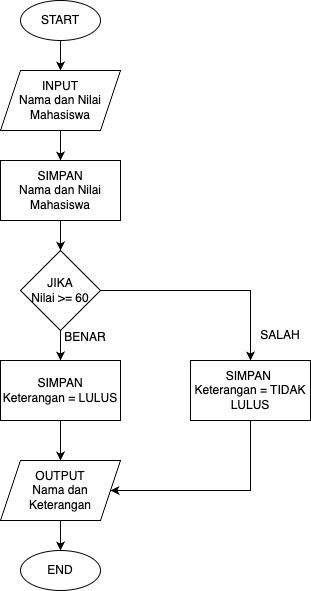 START
INPUT
Nama dan Nilai
Mahasiswa
SIMPAN
Nama dan Nilai
Mahasiswa
JIKA
Nilai >= 60
BENAR
SALAH
SIMPAN
Keterangan = LULUS
SIMPAN
Keterangan = TIDAK
LULUS
OUTPUT
Nama dan
Keterangan
END